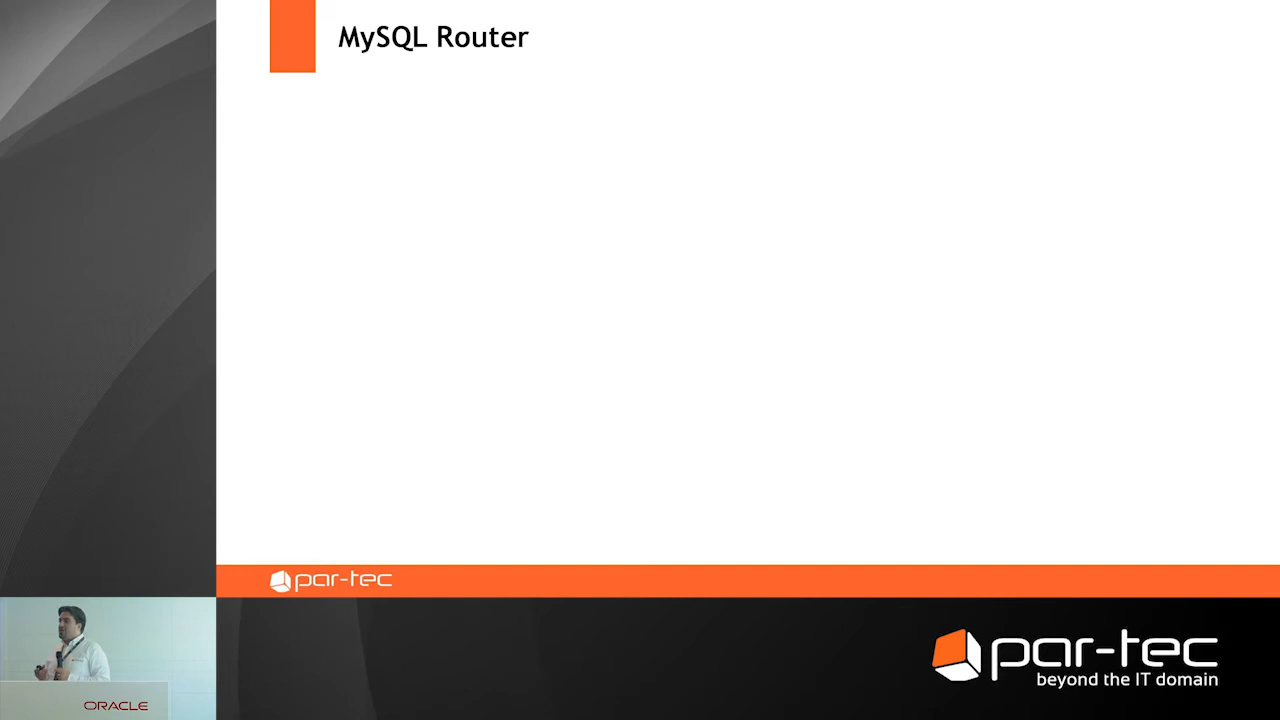 MySQL Router
par-tec
ORACLE
par-tec
beyond the IT domain